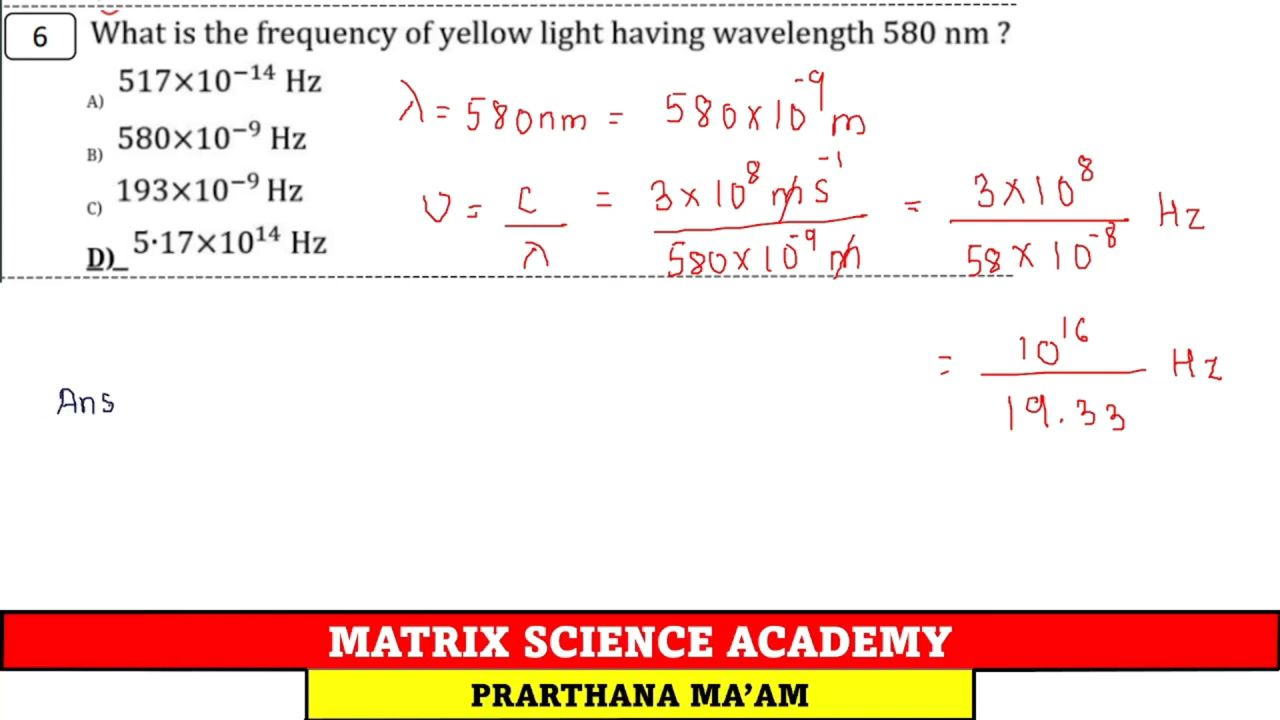 6 What is the frequency of yellow light having wavelength 580 nm ?
A) 517×10⁻¹⁴ Hz
B) 580×10⁻⁹ Hz
C) 193×10⁻⁹ Hz
D) 5·17×10¹⁴ Hz
λ = 580nm = 580×10⁻⁹ m
υ = c/λ = 3×10⁸ m s⁻¹ / 580×10⁻⁹ m = 3×10⁸ / 58×10⁻⁸ Hz
= 10¹⁶ / 19.33 Hz
Ans
MATRIX SCIENCE ACADEMY
PRARTHANA MA’AM